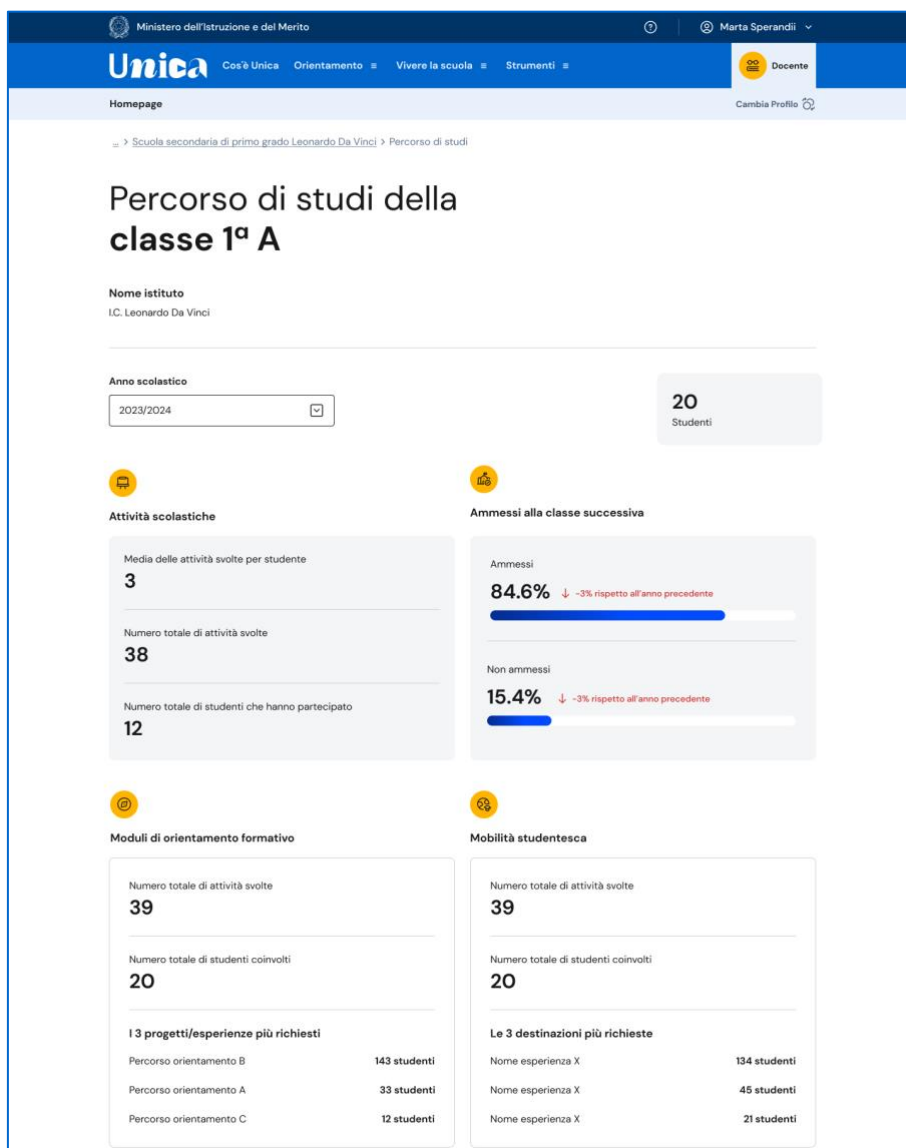 Ministero dell'Istruzione e del Merito
Marta Sperandii
Unica
Cos'è Unica Orientamento Vivere la scuola Strumenti
Docente
Homepage
Cambia Profilo
... > Scuola secondaria di primo grado Leonardo Da Vinci > Percorso di studi
Percorso di studi della
classe 1ª A
Nome istituto
I.C. Leonardo Da Vinci
Anno scolastico
2023/2024
20
Studenti
Attività scolastiche
Media delle attività svolte per studente
3
Numero totale di attività svolte
38
Numero totale di studenti che hanno partecipato
12
Ammessi alla classe successiva
Ammessi
84.6% ↓ -3% rispetto all'anno precedente
Non ammessi
15.4% ↓ -3% rispetto all'anno precedente
Moduli di orientamento formativo
Numero totale di attività svolte
39
Numero totale di studenti coinvolti
20
I 3 progetti/esperienze più richiesti
Percorso orientamento B 143 studenti
Percorso orientamento A 33 studenti
Percorso orientamento C 12 studenti
Mobilità studentesca
Numero totale di attività svolte
39
Numero totale di studenti coinvolti
20
Le 3 destinazioni più richieste
Nome esperienza X 134 studenti
Nome esperienza X 45 studenti
Nome esperienza X 21 studenti